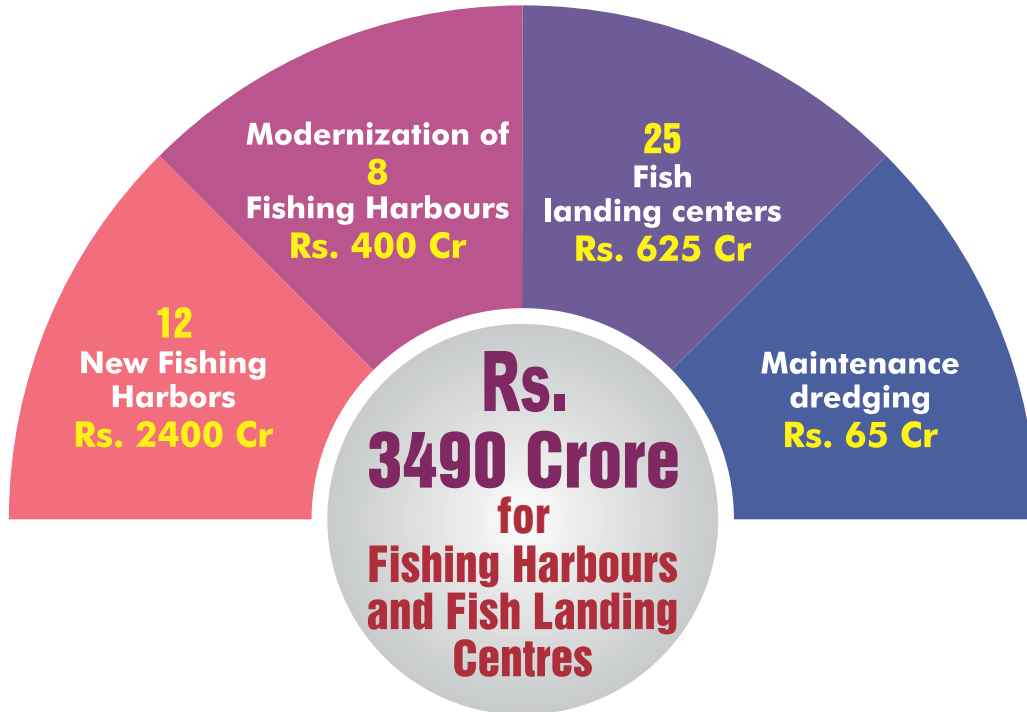 12
New Fishing
Harbors
Rs. 2400 Cr
Modernization of
8
Fishing Harbours
Rs. 400 Cr
25
Fish
landing centers
Rs. 625 Cr
Maintenance
dredging
Rs. 65 Cr
Rs.
3490 Crore
for
Fishing Harbours
and Fish Landing
Centres